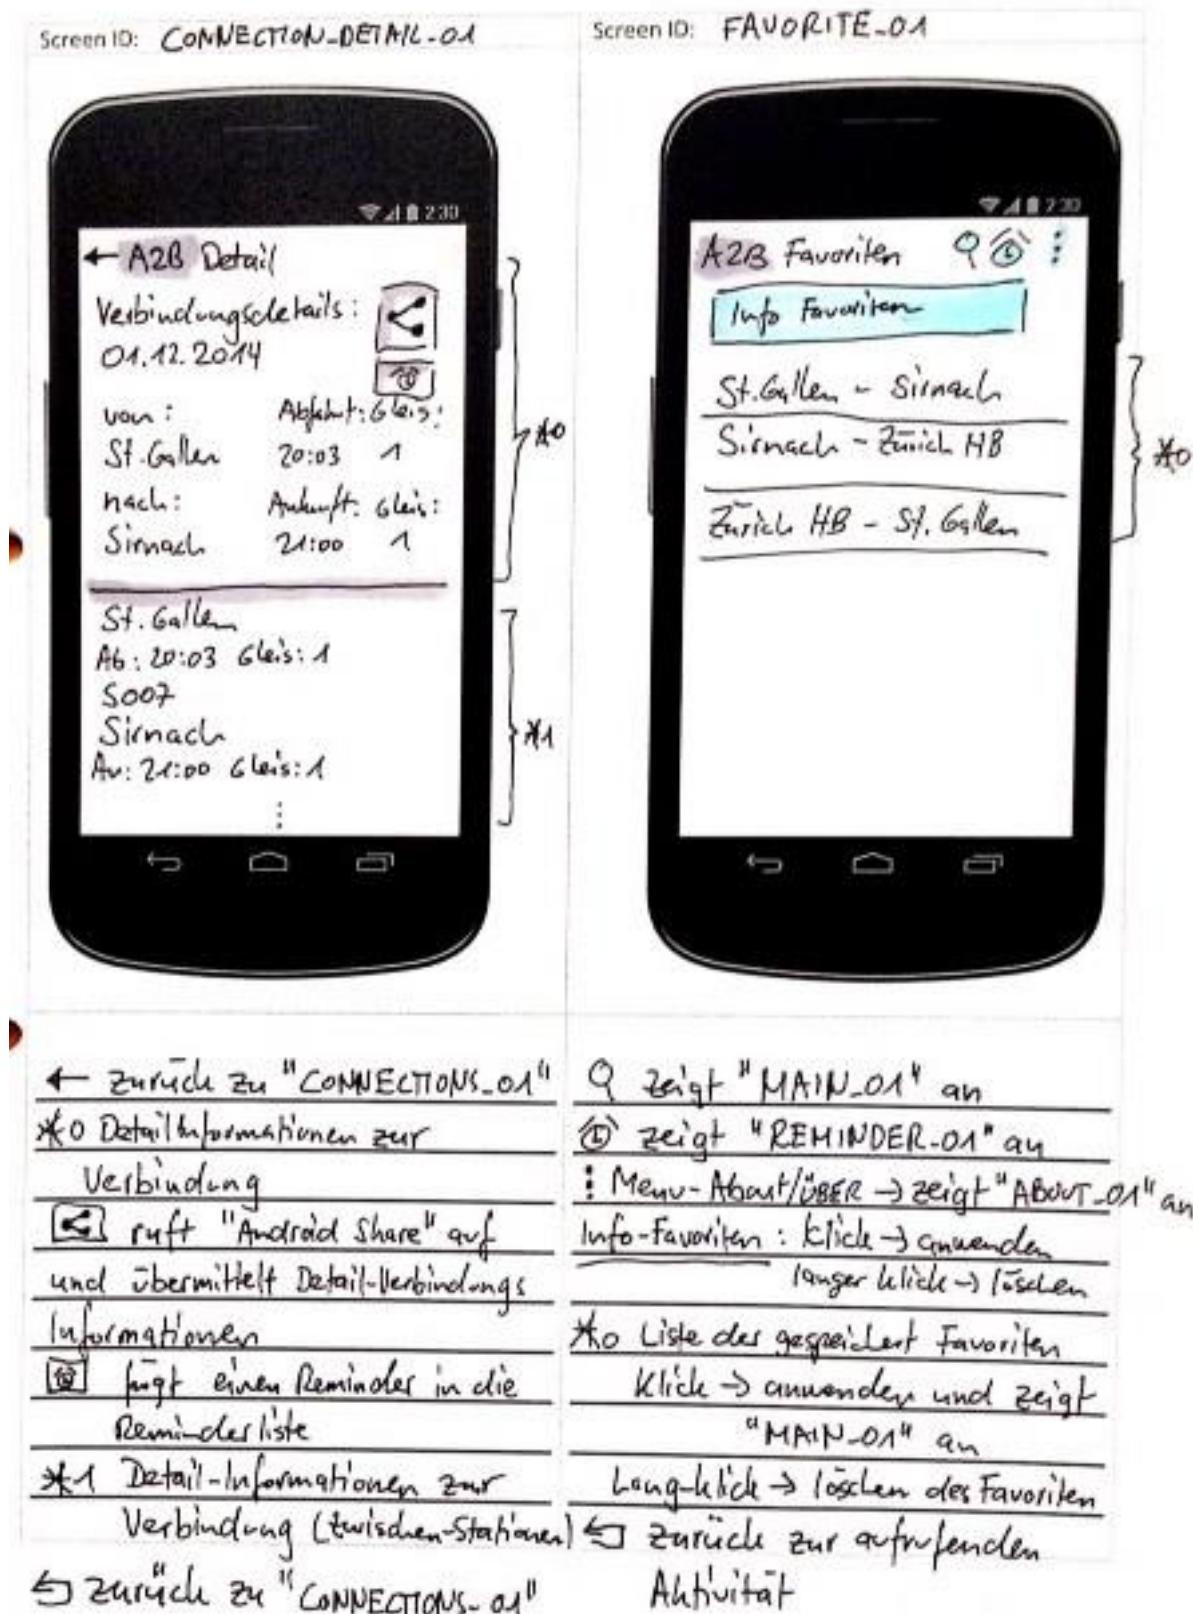 Screen ID: CONNECTION_DETAIL_01
2:30
← A2B Detail
Verbindungsdetails:
01.12.2014
von: Abfahrt: Gleis:
St.Gallen 20:03 1
nach: Ankunft: Gleis:
Sirnach 21:00 1
*0
St. Gallen
Ab: 20:03 Gleis: 1
S007
Sirnach
An: 21:00 Gleis: 1
*1
← zurück zu "CONNECTIONS_01"
*0 Detailinformationen zur
Verbindung
ruft "Android Share" auf
und übermittelt Detail-Verbindungs
Informationen
fügt einen Reminder in die
Reminderliste
*1 Detail-Informationen zur
Verbindung (zwischen-Stationen)
zurück zu "CONNECTIONS_01"
Screen ID: FAVORITE_01
2:30
A2B Favoriten
Info Favoriten
St.Gallen - Sirnach
Sirnach - Zürich HB
Zürich HB - St. Gallen
*0
zeigt "MAIN_01" an
zeigt "REMINDER_01" an
Menu-About/ÜBER → zeigt "ABOUT_01" an
Info-Favoriten: Klick → anwenden
langer klick → löschen
*0 Liste der gespeichert Favoriten
Klick → anwenden und zeigt
"MAIN_01" an
Lang-klick → löschen des Favoriten
zurück zur aufrufenden
Aktivität